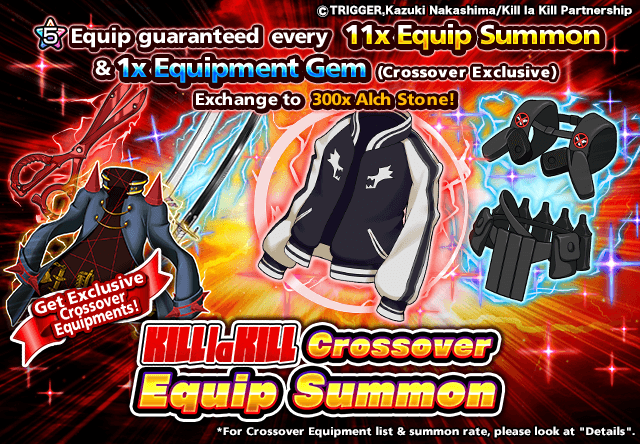 ©TRIGGER,Kazuki Nakashima/Kill la Kill Partnership
5 Equip guaranteed every 11x Equip Summon
& 1x Equipment Gem (Crossover Exclusive)
Exchange to 300x Alch Stone!
Get Exclusive
Crossover
Equipments!
KILL la KILL Crossover
Equip Summon
*For Crossover Equipment list & summon rate, please look at "Details".